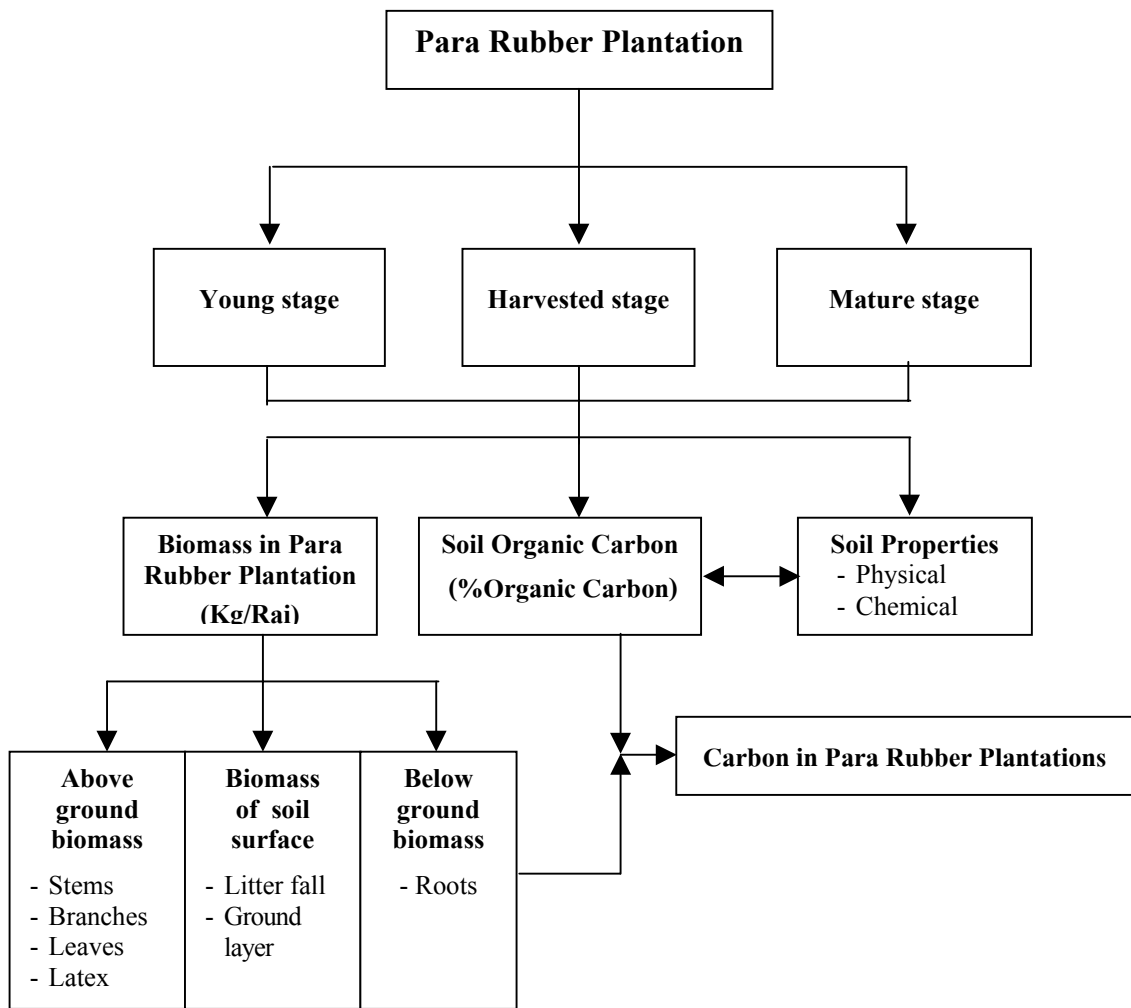 Para Rubber Plantation
Young stage
Harvested stage
Mature stage
Biomass in Para
Rubber Plantation
(Kg/Rai)
Soil Organic Carbon
(%Organic Carbon)
Soil Properties
- Physical
- Chemical
Above
ground
biomass
- Stems
- Branches
- Leaves
- Latex
Biomass
of soil
surface
- Litter fall
- Ground
layer
Below
ground
biomass
- Roots
Carbon in Para Rubber Plantations